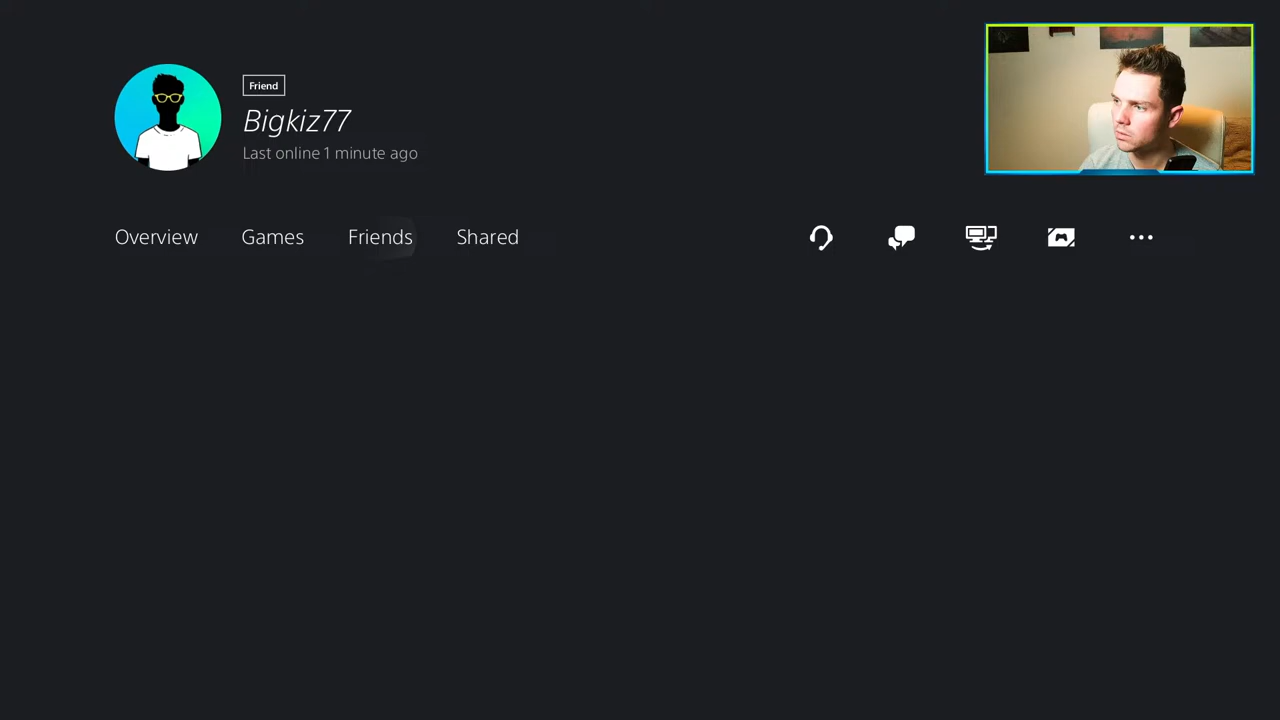 Friend
Bigkiz77
Last online 1 minute ago
Overview Games Friends Shared